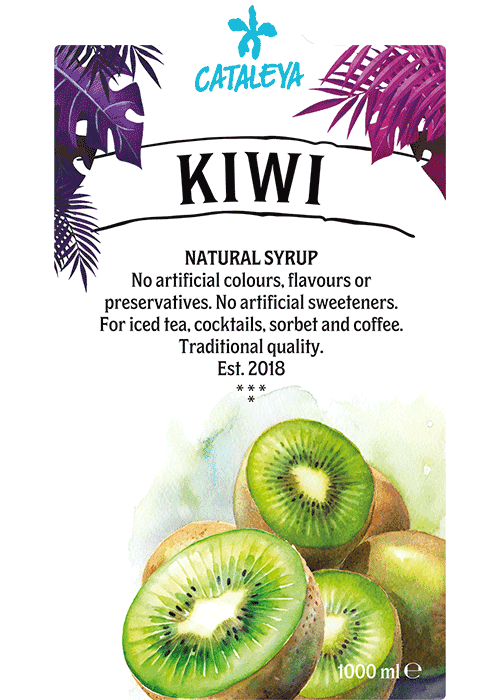 CATALEYA
KIWI
NATURAL SYRUP
No artificial colours, flavours or
preservatives. No artificial sweeteners.
For iced tea, cocktails, sorbet and coffee.
Traditional quality.
Est. 2018
* * *
*
1000 ml ℮